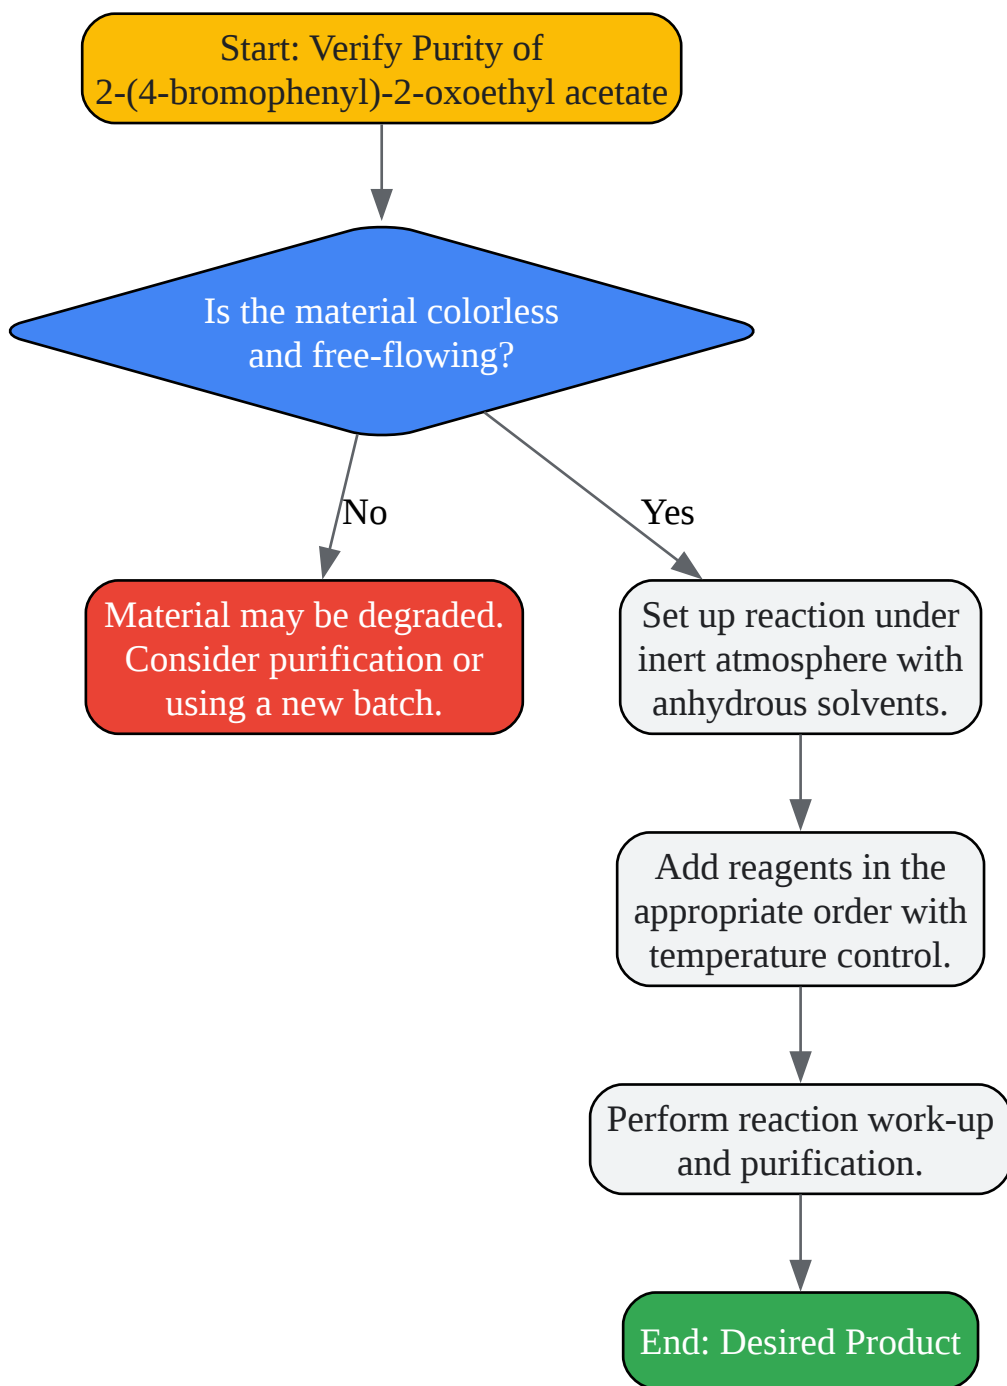 Start: Verify Purity of
2-(4-bromophenyl)-2-oxoethyl acetate
Is the material colorless
and free-flowing?
No
Yes
Material may be degraded.
Consider purification or
using a new batch.
Set up reaction under
inert atmosphere with
anhydrous solvents.
Add reagents in the
appropriate order with
temperature control.
Perform reaction work-up
and purification.
End: Desired Product